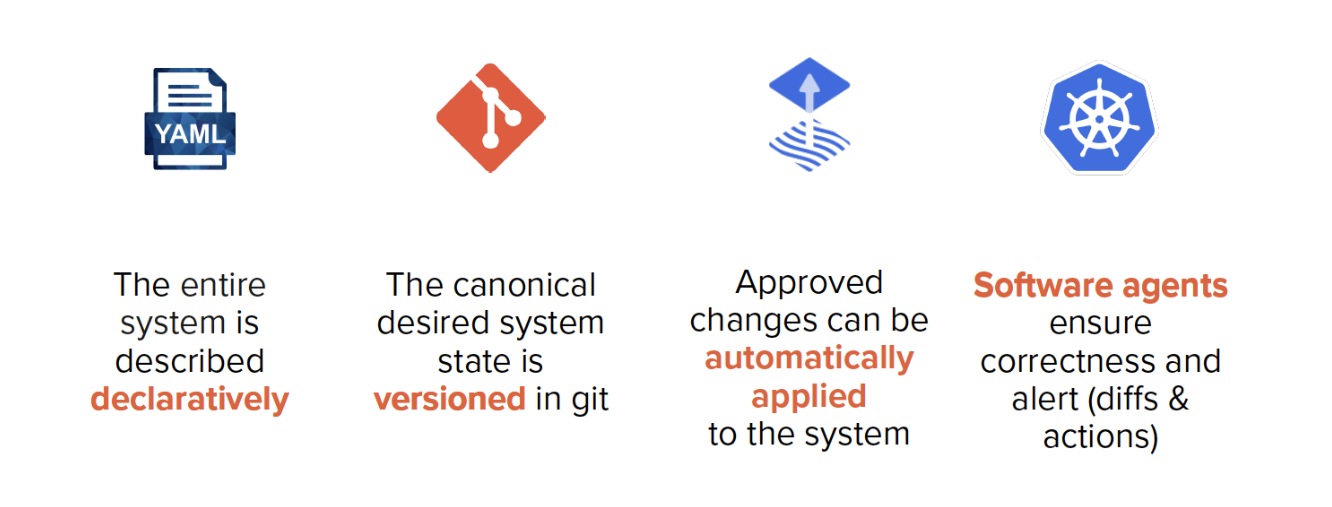 YAML
The entire
system is
described
declaratively
The canonical
desired system
state is
versioned in git
Approved
changes can be
automatically
applied
to the system
Software agents
ensure
correctness and
alert (diffs &
actions)